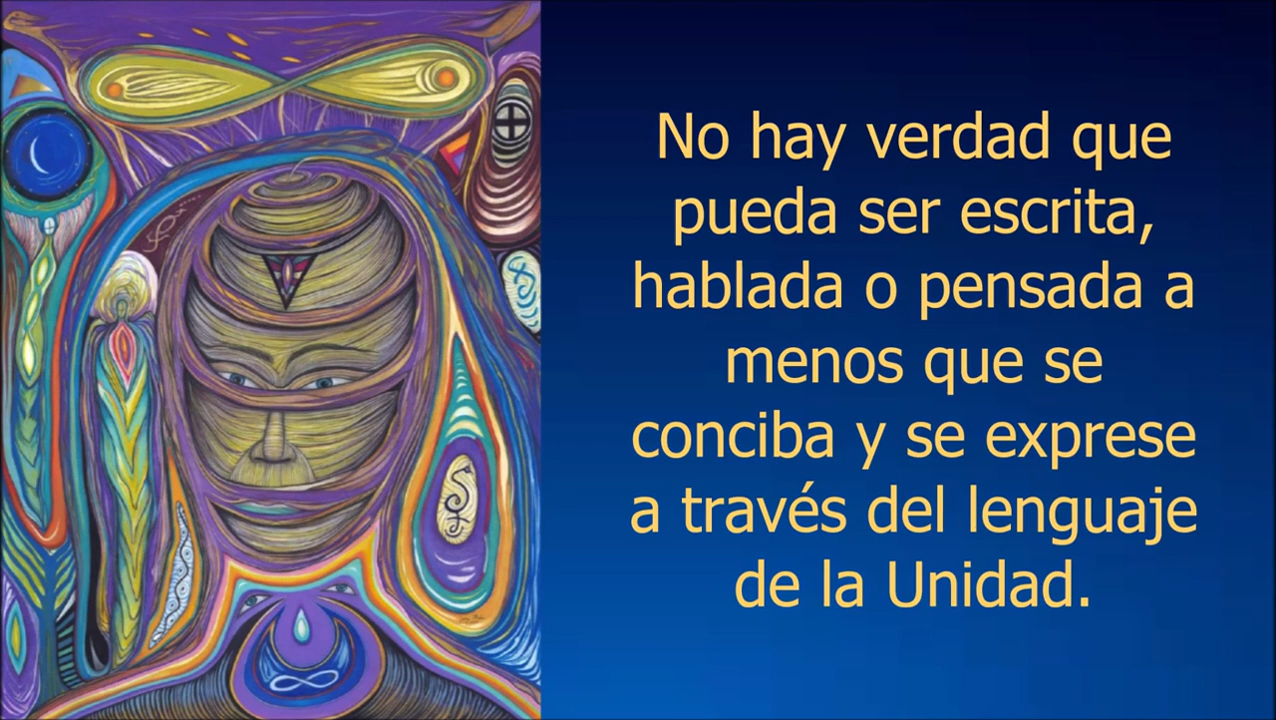 No hay verdad que
pueda ser escrita,
hablada o pensada a
menos que se
conciba y se exprese
a través del lenguaje
de la Unidad.